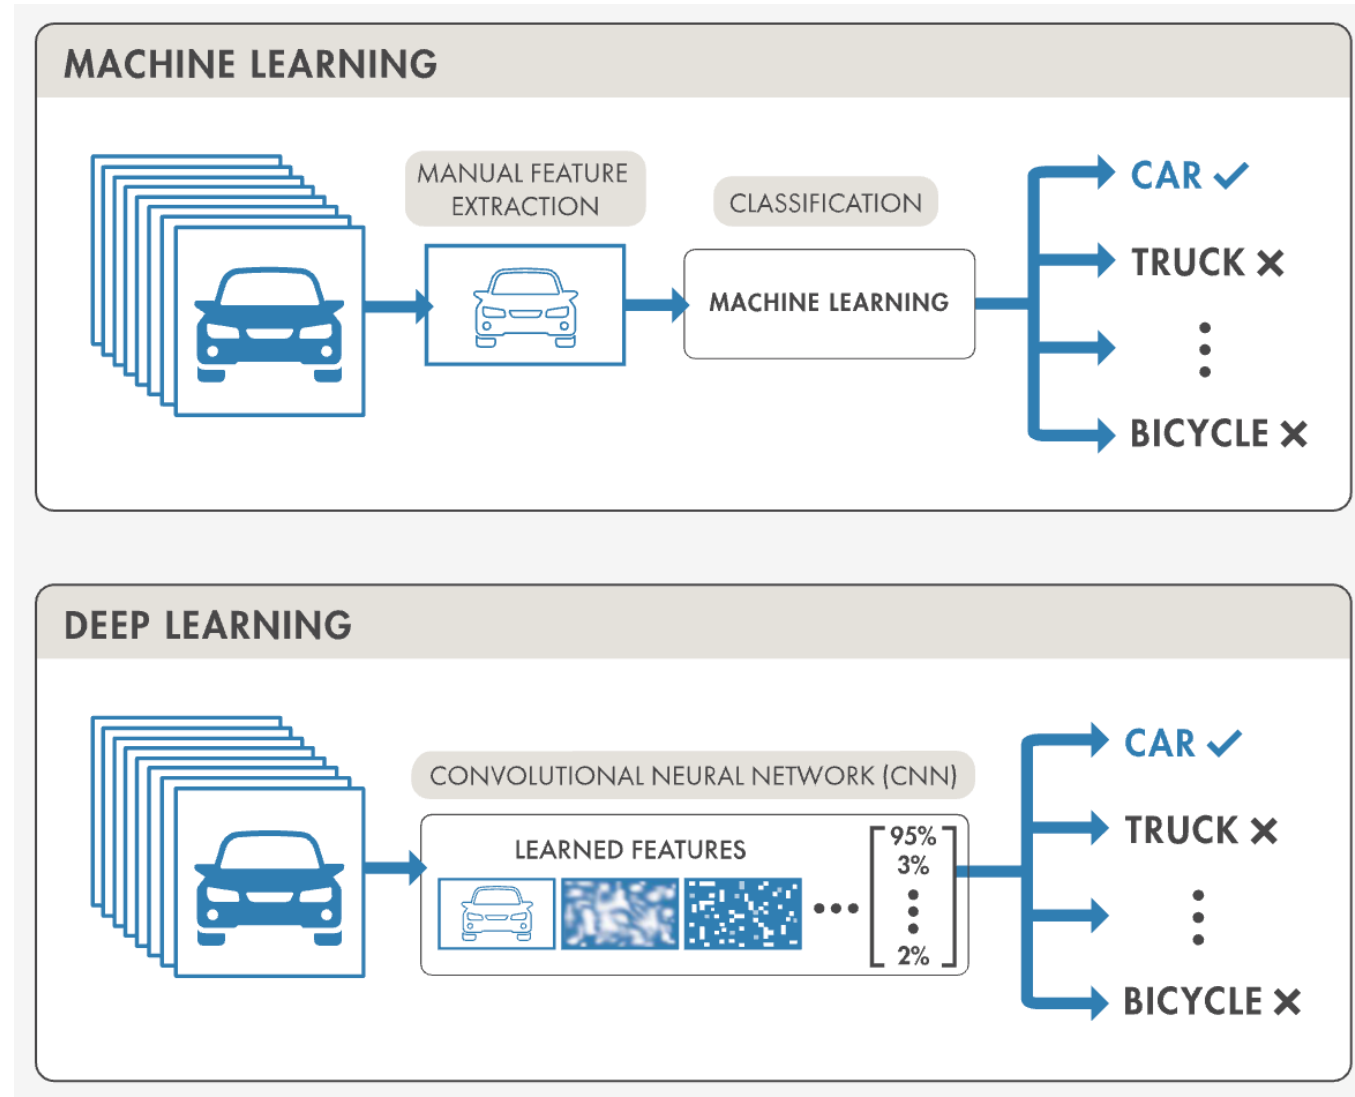 MACHINE LEARNING
MANUAL FEATURE
EXTRACTION
CLASSIFICATION
MACHINE LEARNING
CAR
TRUCK
BICYCLE
DEEP LEARNING
CONVOLUTIONAL NEURAL NETWORK (CNN)
LEARNED FEATURES
95%
3%
2%
CAR
TRUCK
BICYCLE